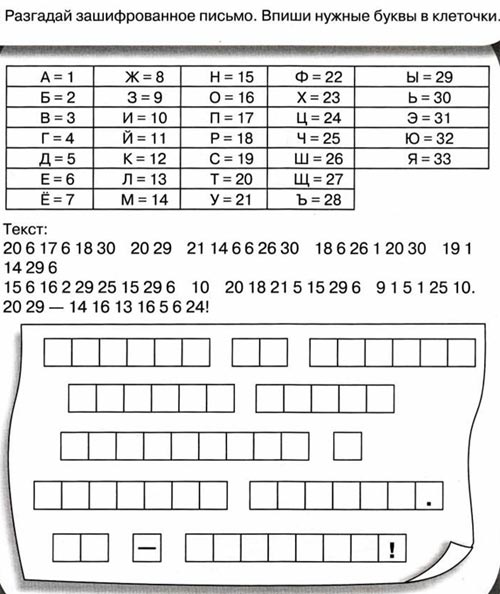 Разгадай зашифрованное письмо. Впиши нужные буквы в клеточки.
А = 1 Ж = 8 Н = 15 Ф = 22 Ы = 29
Б = 2 З = 9 О = 16 Х = 23 Ь = 30
В = 3 И = 10 П = 17 Ц = 24 Э = 31
Г = 4 Й = 11 Р = 18 Ч = 25 Ю = 32
Д = 5 К = 12 С = 19 Ш = 26 Я = 33
Е = 6 Л = 13 Т = 20 Щ = 27
Ё = 7 М = 14 У = 21 Ъ = 28
Текст:
20 6 17 6 18 30 20 29 21 14 6 6 26 30 18 6 26 1 20 30 19 1
14 29 6
15 6 16 2 29 25 15 29 6 10 20 18 21 5 15 29 6 9 1 5 1 25 10.
20 29 — 14 16 13 16 5 6 24!
.
— !